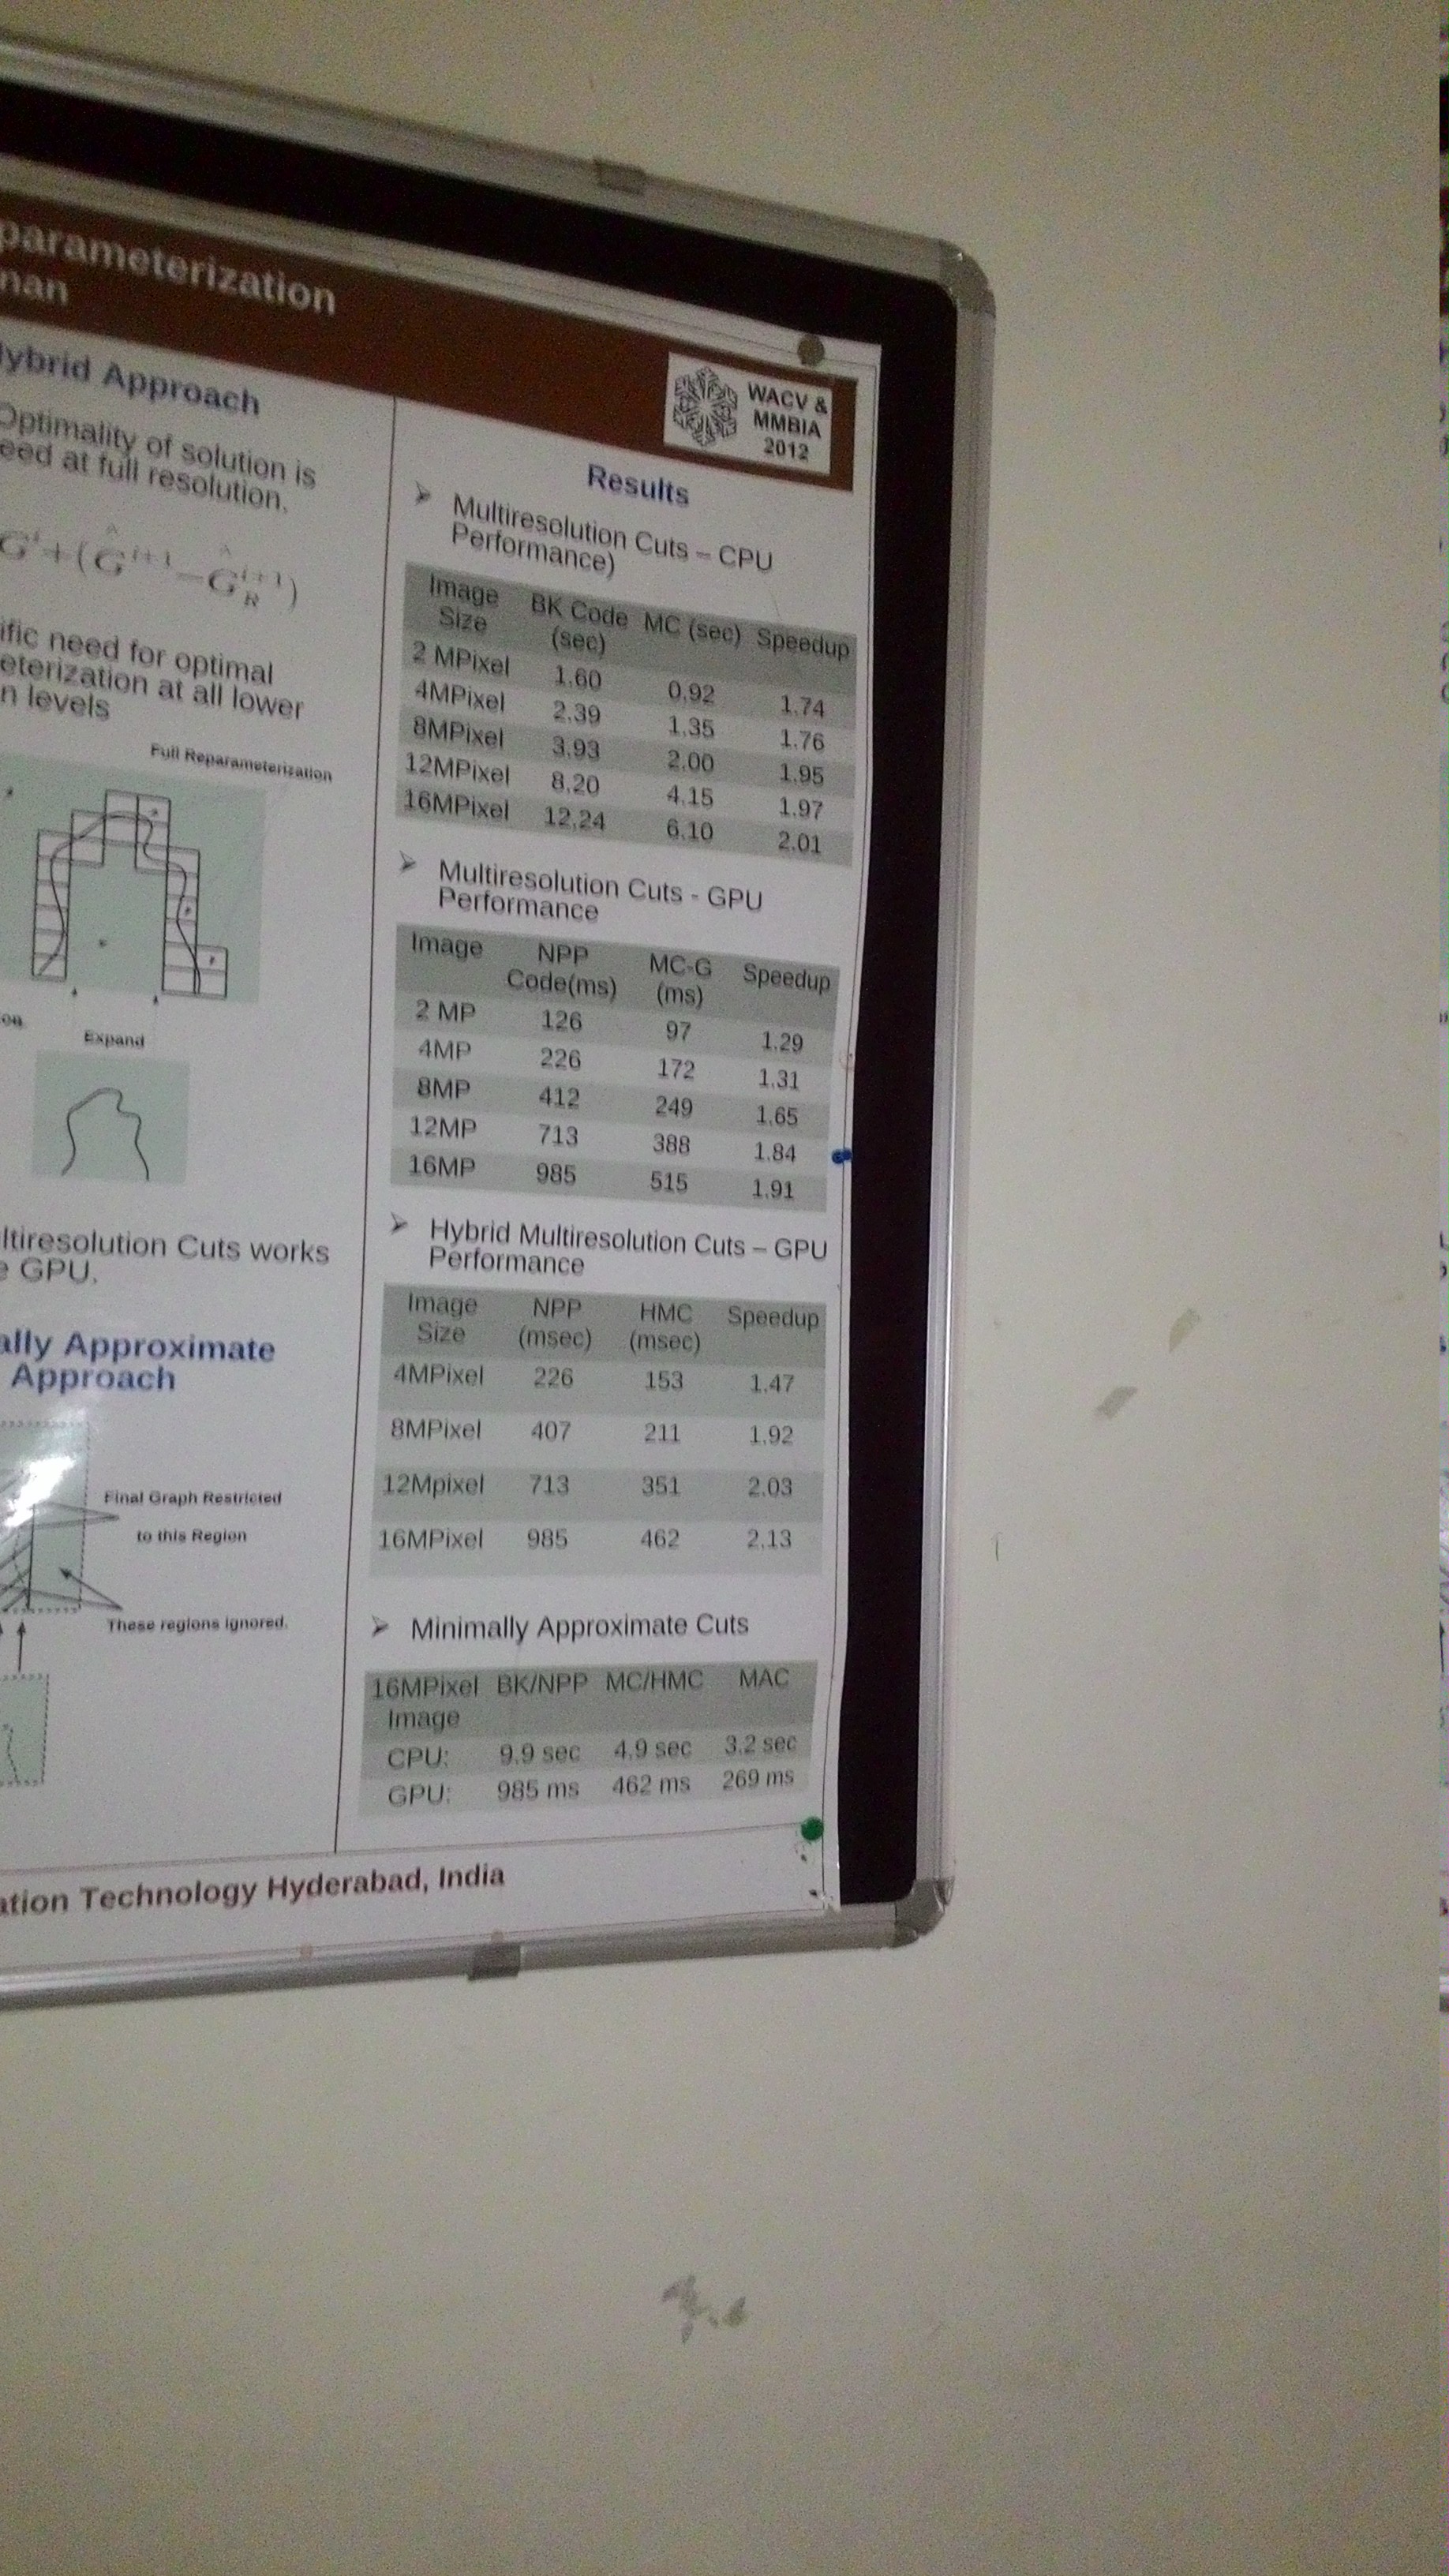 parameterization
nan
Hybrid Approach
Optimality of solution is
eed at full resolution.
ific need for optimal
eterization at all lower
n levels
Full Reparameterization
on
Expand
ltiresolution Cuts works
e GPU.
ally Approximate
Approach
Final Graph Restricted
to this Region
These regions ignored.
WACV &
MMBIA
2012
Results
➢ Multiresolution Cuts – CPU
Performance)
Image Size BK Code (sec) MC (sec) Speedup
2 MPixel 1.60 0.92 1.74
4MPixel 2.39 1.35 1.76
8MPixel 3.93 2.00 1.95
12MPixel 8.20 4.15 1.97
16MPixel 12.24 6.10 2.01
➢ Multiresolution Cuts - GPU
Performance
Image NPP Code(ms) MC-G (ms) Speedup
2 MP 126 97 1.29
4MP 226 172 1.31
8MP 412 249 1.65
12MP 713 388 1.84
16MP 985 515 1.91
➢ Hybrid Multiresolution Cuts – GPU
Performance
Image Size NPP (msec) HMC (msec) Speedup
4MPixel 226 153 1.47
8MPixel 407 211 1.92
12Mpixel 713 351 2.03
16MPixel 985 462 2.13
➢ Minimally Approximate Cuts
16MPixel Image BK/NPP MC/HMC MAC
CPU: 9.9 sec 4.9 sec 3.2 sec
GPU: 985 ms 462 ms 269 ms
ation Technology Hyderabad, India